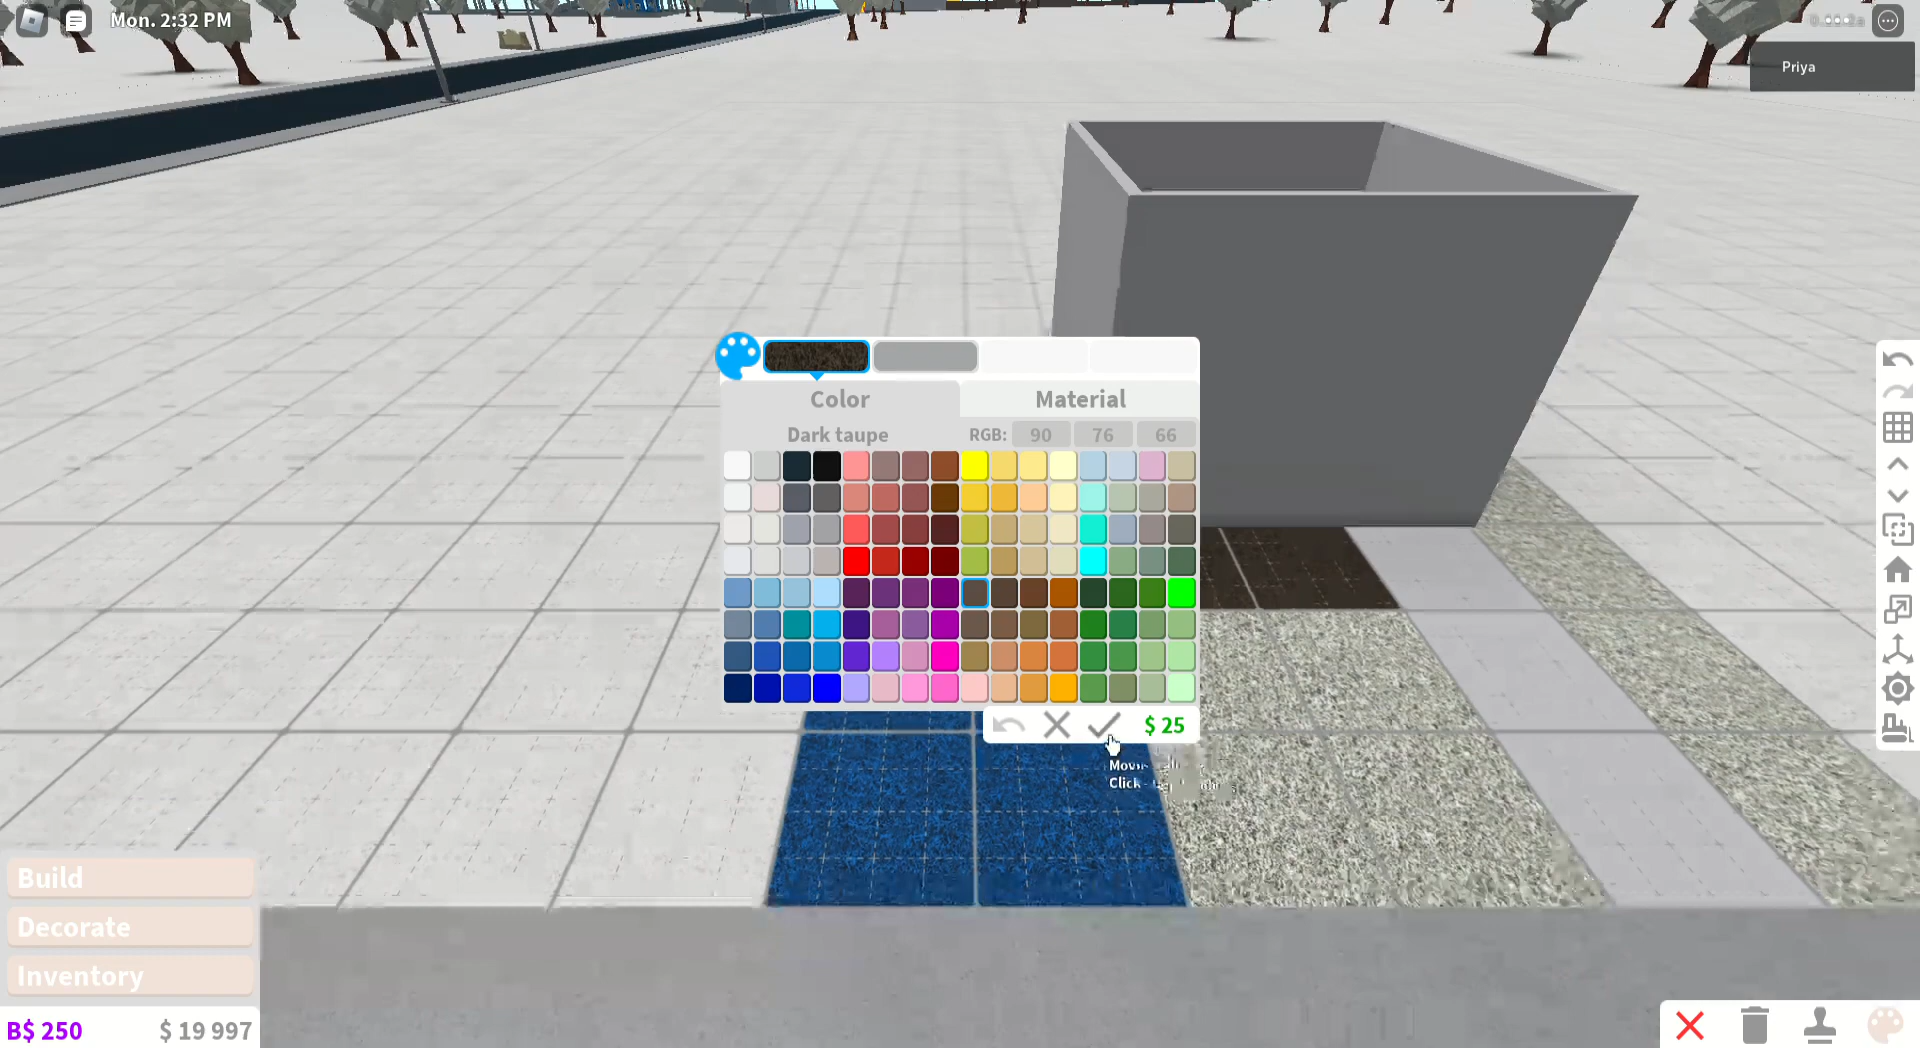 Mon. 2:32 PM
Priya
Color
Material
Dark taupe
RGB: 90 76 66
$ 25
Click -
Build
Decorate
Inventory
B$ 250
$ 19 997